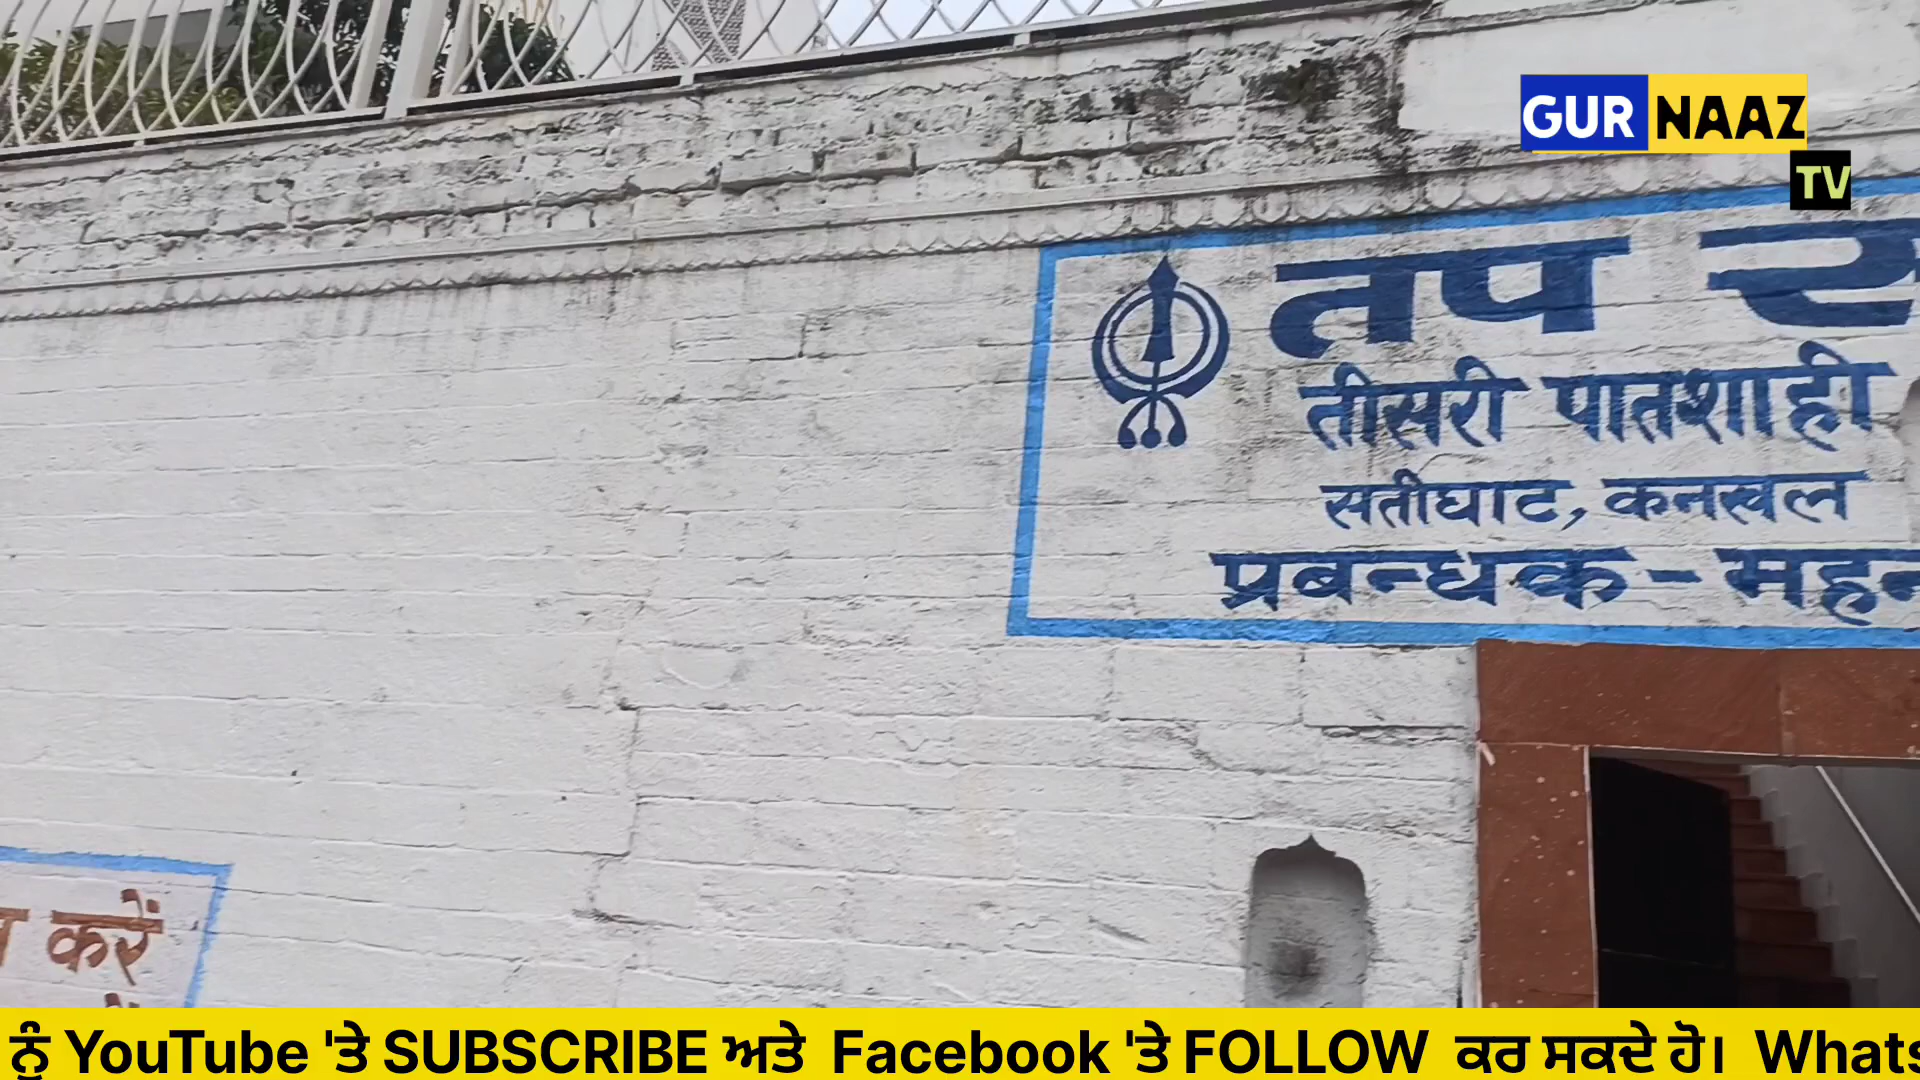 GUR NAAZ
TV
तप
तीसरी पातशाही
सतीघाट, कनखल
प्रबन्धक -
करें
ਨੂੰ YouTube 'ਤੇ SUBSCRIBE ਅਤੇ Facebook 'ਤੇ FOLLOW ਕਰ ਸਕਦੇ ਹੋ।